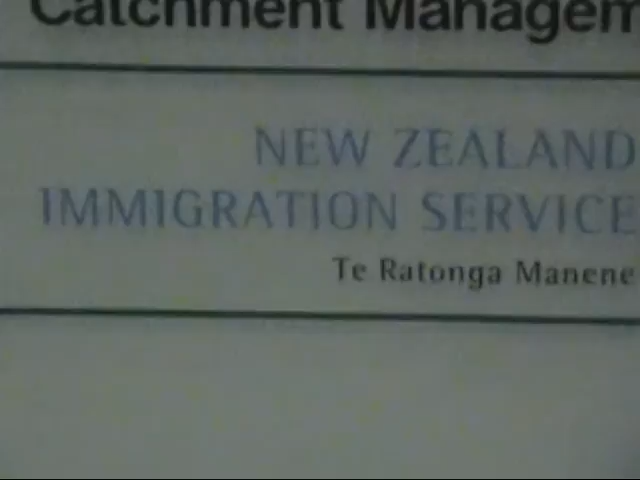 Catchment Managem
NEW ZEALAND
IMMIGRATION SERVICE
Te Ratonga Manene